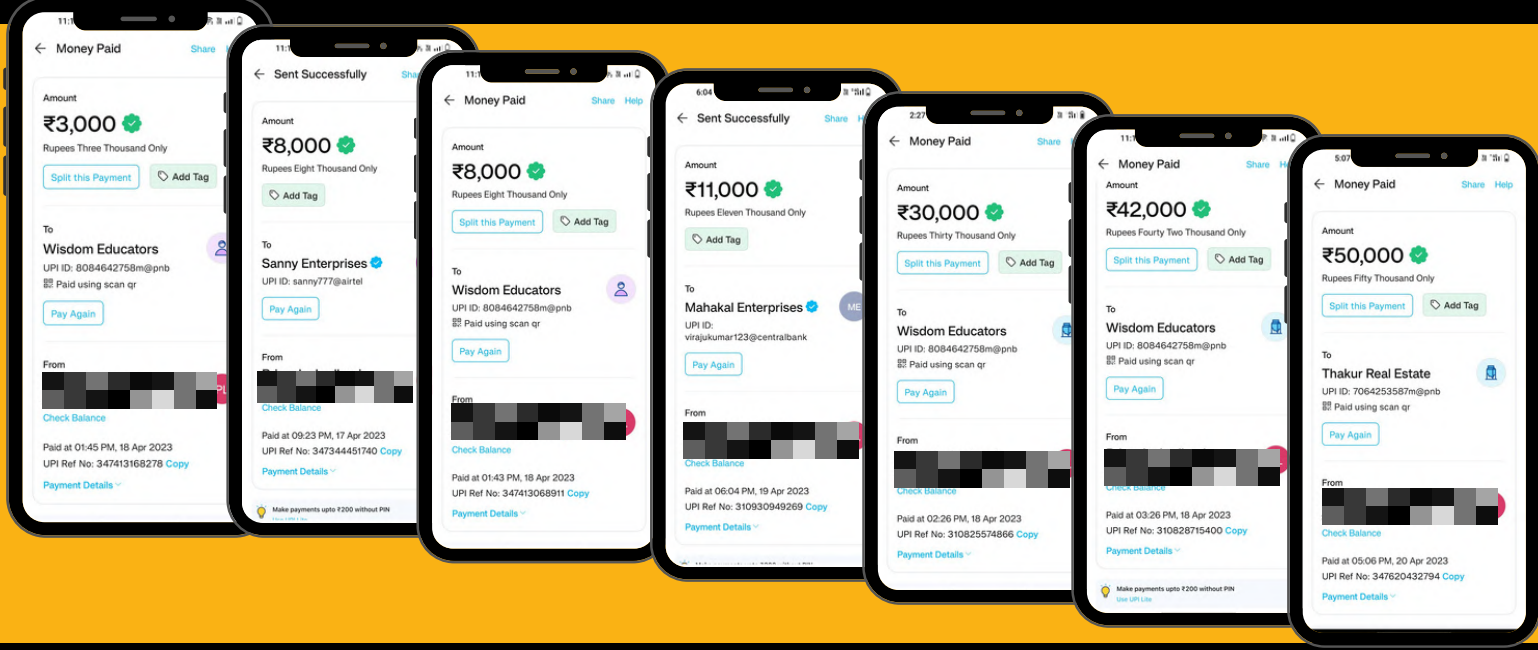 11:1
Money Paid
Share
Amount
₹3,000
Rupees Three Thousand Only
Split this Payment
Add Tag
To
Wisdom Educators
UPI ID: 8084642758m@pnb
Paid using scan qr
Pay Again
From
Check Balance
Paid at 01:45 PM, 18 Apr 2023
UPI Ref No: 347413168278 Copy
Payment Details
11:1
Sent Successfully
Amount
₹8,000
Rupees Eight Thousand Only
Add Tag
To
Sanny Enterprises
UPI ID: sanny777@airtel
Pay Again
From
Check Balance
Paid at 09:23 PM, 17 Apr 2023
UPI Ref No: 347344451740 Copy
Payment Details
Make payments upto ₹200 without PIN
11:1
Money Paid
Share Help
Amount
₹8,000
Rupees Eight Thousand Only
Split this Payment
Add Tag
To
Wisdom Educators
UPI ID: 8084642758m@pnb
Paid using scan qr
Pay Again
From
Check Balance
Paid at 01:43 PM, 18 Apr 2023
UPI Ref No: 347413068911 Copy
Payment Details
6:04
Sent Successfully
Share
Amount
₹11,000
Rupees Eleven Thousand Only
Add Tag
To
Mahakal Enterprises
ME
UPI ID:
virajukumar123@centralbank
Pay Again
From
Check Balance
Paid at 06:04 PM, 19 Apr 2023
UPI Ref No: 310930949269 Copy
Payment Details
2:27
Money Paid
Share
Amount
₹30,000
Rupees Thirty Thousand Only
Split this Payment
Add Tag
To
Wisdom Educators
UPI ID: 8084642758m@pnb
Paid using scan qr
Pay Again
From
Check Balance
Paid at 02:26 PM, 18 Apr 2023
UPI Ref No: 310825574866 Copy
Payment Details
11:1
Money Paid
Share
Amount
₹42,000
Rupees Fourty Two Thousand Only
Split this Payment
Add Tag
To
Wisdom Educators
UPI ID: 8084642758m@pnb
Paid using scan qr
Pay Again
From
Check Balance
Paid at 03:26 PM, 18 Apr 2023
UPI Ref No: 310828715400 Copy
Payment Details
Make payments upto ₹200 without PIN
Use UPI Lite
5:07
Money Paid
Share Help
Amount
₹50,000
Rupees Fifty Thousand Only
Split this Payment
Add Tag
To
Thakur Real Estate
UPI ID: 7064253587m@pnb
Paid using scan qr
Pay Again
From
Check Balance
Paid at 05:06 PM, 20 Apr 2023
UPI Ref No: 347620432794 Copy
Payment Details